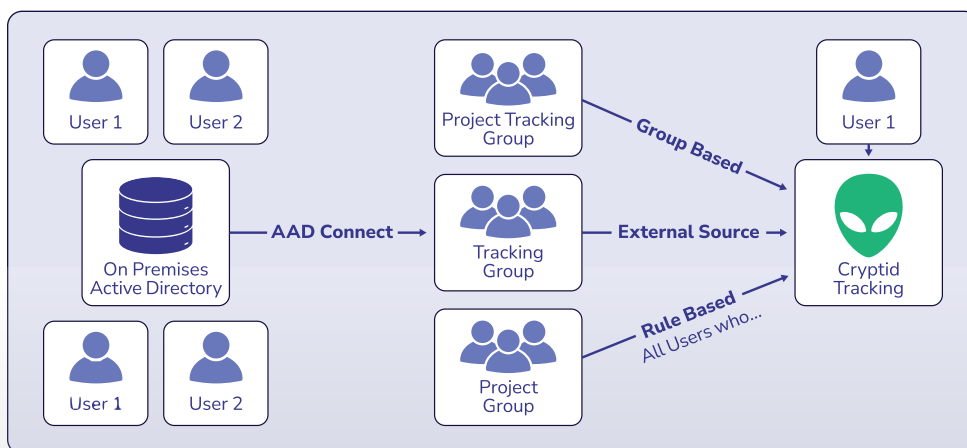 User 1
User 2
Project Tracking
Group
Group Based
User 1
On Premises
Active Directory
AAD Connect
Tracking
Group
External Source
Cryptid
Tracking
Rule Based
All Users who...
User 1
User 2
Project
Group